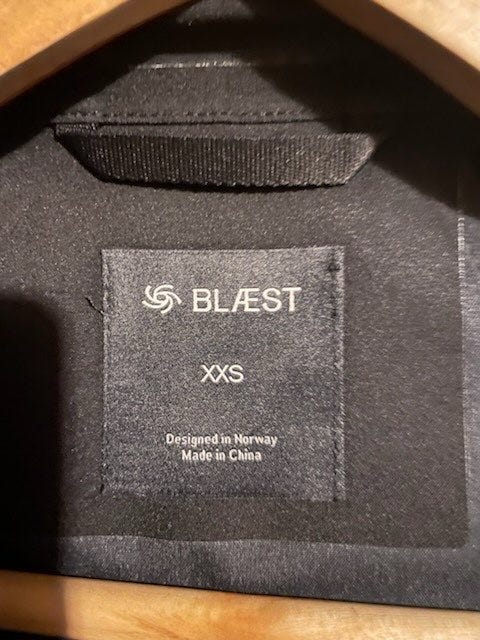 BLÆST
XXS
Designed in Norway
Made in China